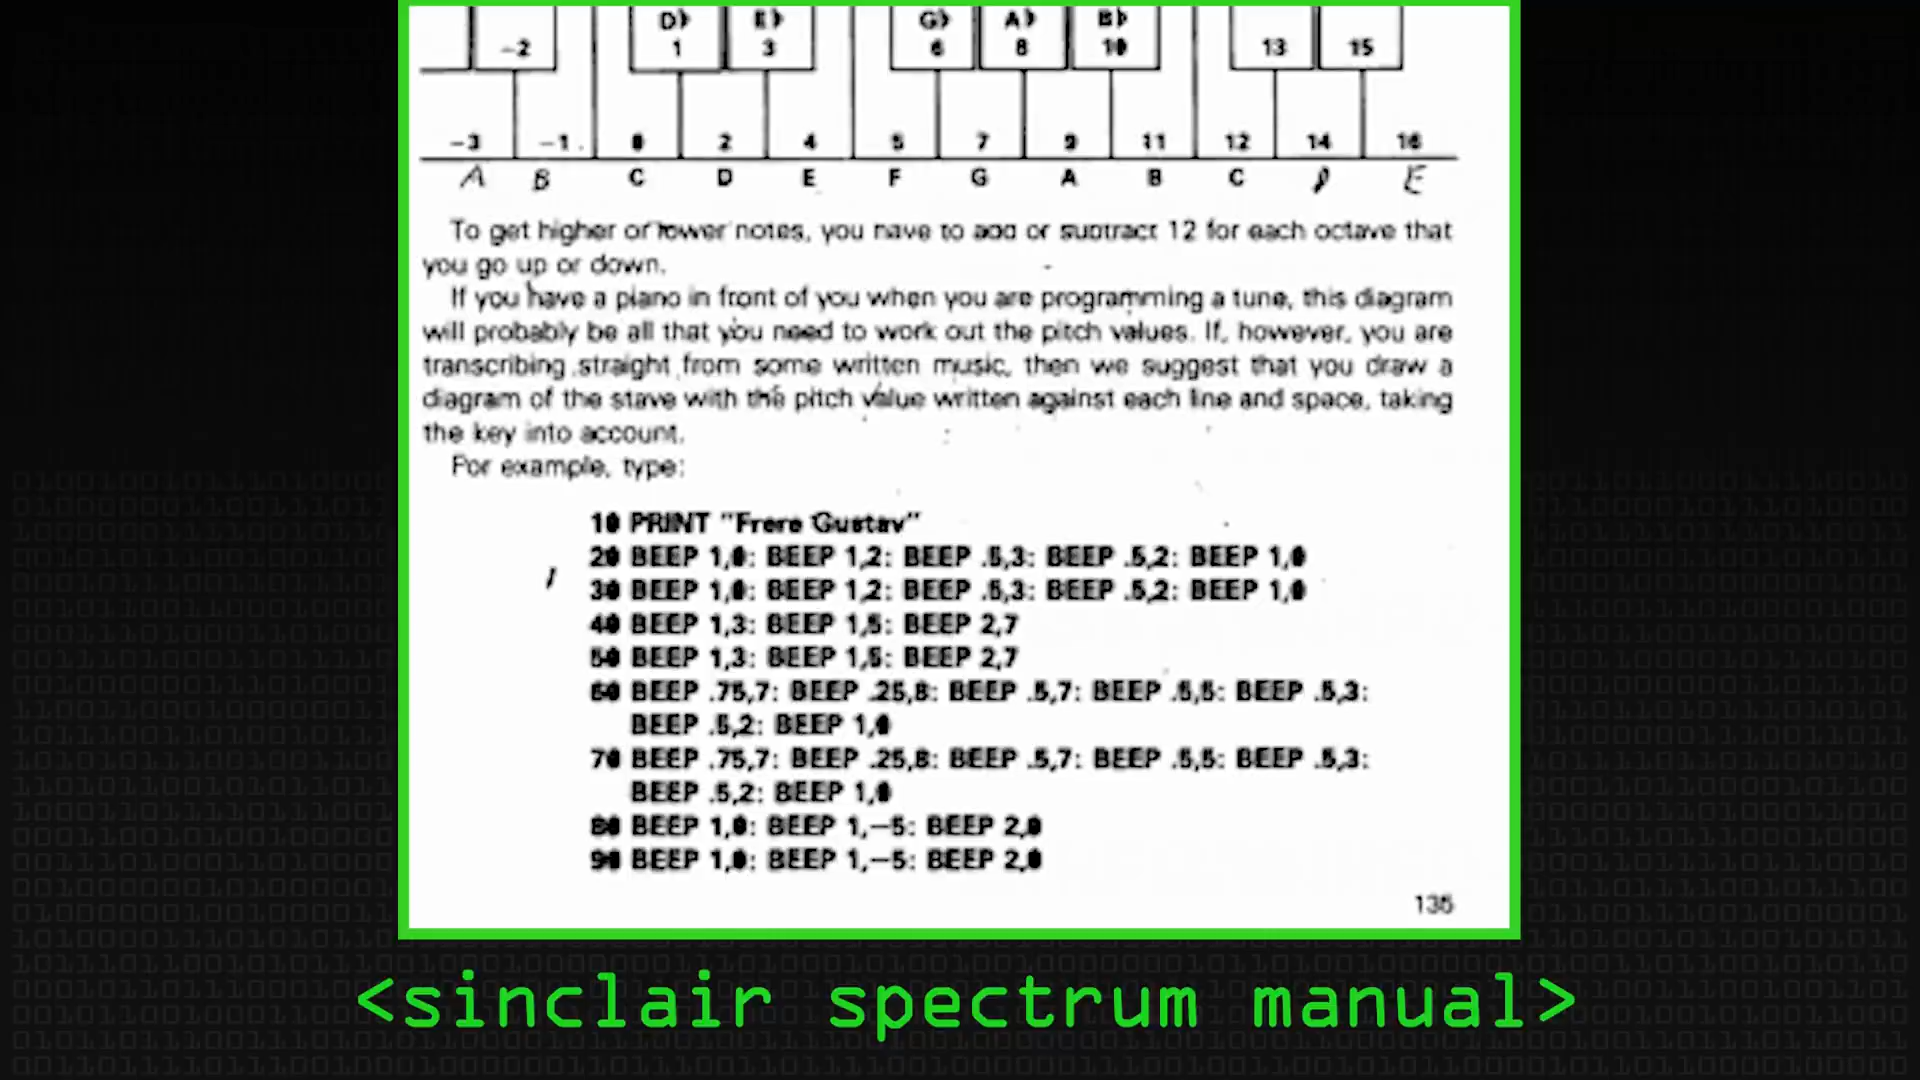 D♭ E♭ G♭ A♭ B♭
-2 1 3 6 8 10 13 15
-3 -1 0 2 4 5 7 9 11 12 14 16
A B C D E F G A B C D E
To get higher or lower notes, you have to add or subtract 12 for each octave that
you go up or down.
If you have a piano in front of you when you are programming a tune, this diagram
will probably be all that you need to work out the pitch values. If, however, you are
transcribing straight from some written music, then we suggest that you draw a
diagram of the stave with the pitch value written against each line and space, taking
the key into account.
For example, type:
10 PRINT "Frere Gustav"
20 BEEP 1,0: BEEP 1,2: BEEP .5,3: BEEP .5,2: BEEP 1,0
30 BEEP 1,0: BEEP 1,2: BEEP .5,3: BEEP .5,2: BEEP 1,0
40 BEEP 1,3: BEEP 1,5: BEEP 2,7
50 BEEP 1,3: BEEP 1,5: BEEP 2,7
60 BEEP .75,7: BEEP .25,8: BEEP .5,7: BEEP .5,5: BEEP .5,3:
BEEP .5,2: BEEP 1,0
70 BEEP .75,7: BEEP .25,8: BEEP .5,7: BEEP .5,5: BEEP .5,3:
BEEP .5,2: BEEP 1,0
80 BEEP 1,0: BEEP 1,-5: BEEP 2,0
90 BEEP 1,0: BEEP 1,-5: BEEP 2,0
135
<sinclair spectrum manual>